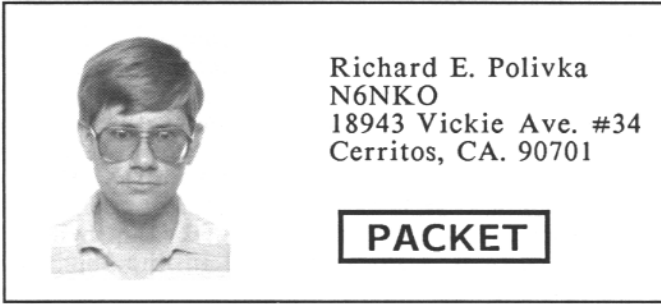 Richard E. Polivka
N6NKO
18943 Vickie Ave. #34
Cerritos, CA. 90701
PACKET